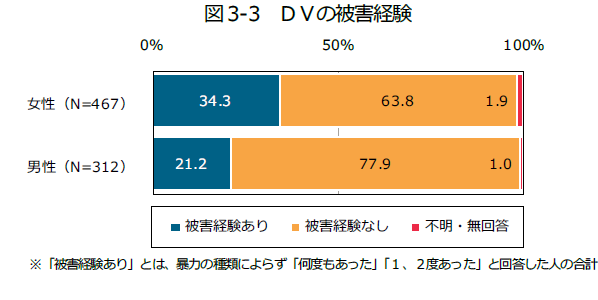 図3-3　ＤＶの被害経験
0% 50% 100%
女性（N=467） 34.3 63.8 1.9
男性（N=312） 21.2 77.9 1.0
被害経験あり 被害経験なし 不明・無回答
※「被害経験あり」とは、暴力の種類によらず「何度もあった」「１、２度あった」と回答した人の合計